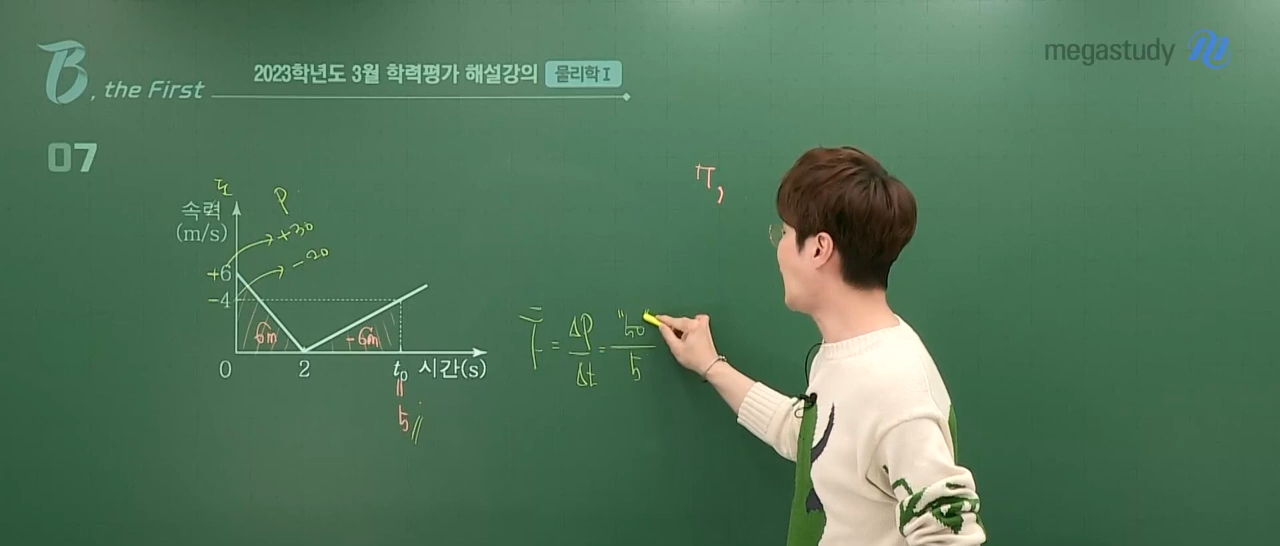 megastudy
B, the First
2023학년도 3월 학력평가 해설강의 물리학 I
07
ㄲ,
도
P
속력
(m/s)
+30
-20
+6
-4
6m
-6m
0
2
t₀
시간(s)
"
5
F̄ = ΔP/Δt = "50"/5